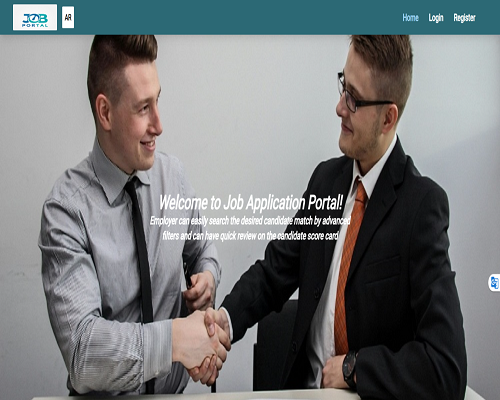 JOB
PORTAL
AR
Home Login Register
Welcome to Job Application Portal!
Employer can easily search the desired candidate match by advanced
filters and can have quick review on the candidate score card